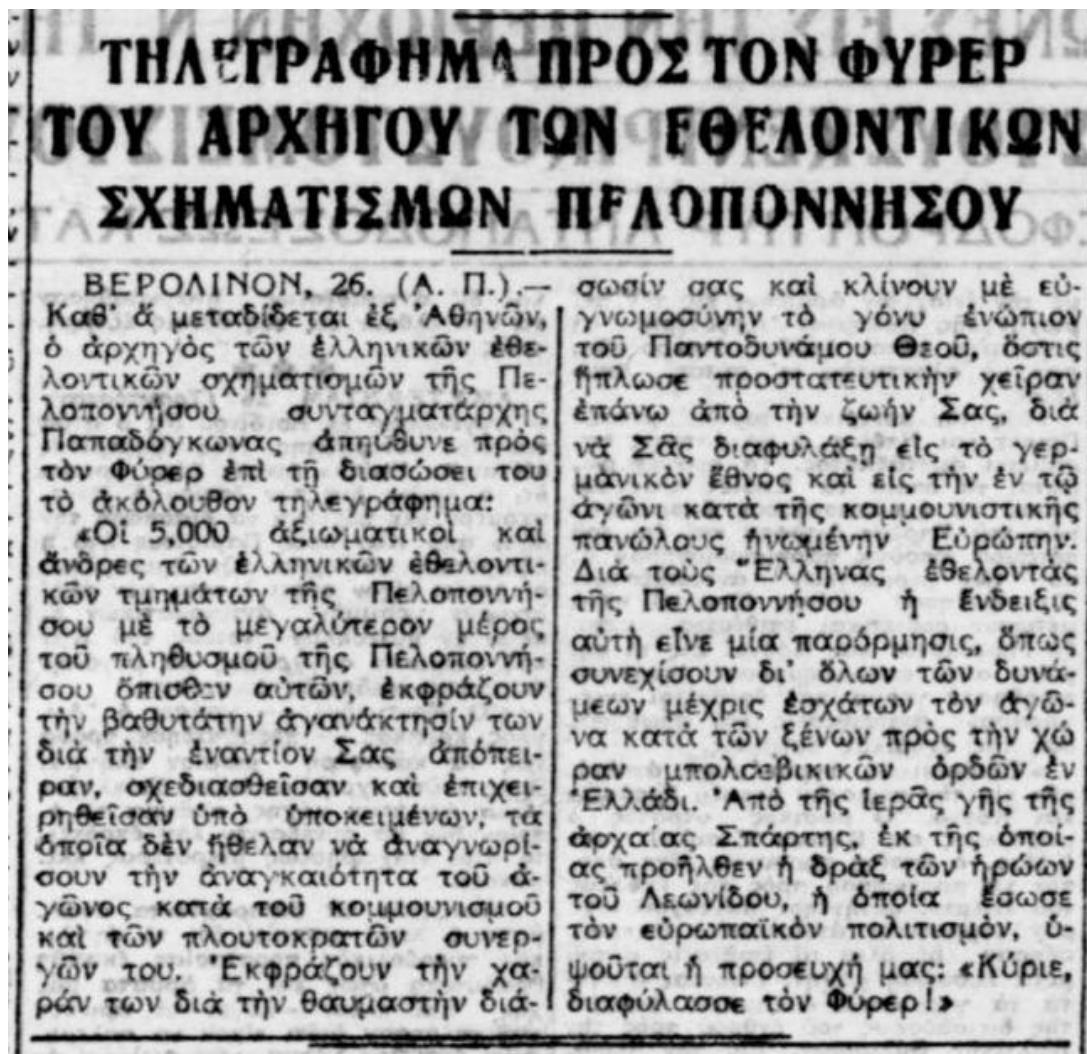 ΤΗΛΕΓΡΑΦΗΜΑ ΠΡΟΣ ΤΟΝ ΦΥΡΕΡ
ΤΟΥ ΑΡΧΗΓΟΥ ΤΩΝ ΕΘΕΛΟΝΤΙΚΩΝ
ΣΧΗΜΑΤΙΣΜΩΝ ΠΕΛΟΠΟΝΝΗΣΟΥ
ΒΕΡΟΛΙΝΟΝ, 26. (Α. Π.).—
Καθ' ἃ μεταδίδεται ἐξ Ἀθηνῶν,
ὁ ἀρχηγὸς τῶν ἑλληνικῶν ἐθε-
λοντικῶν σχηματισμῶν τῆς Πε-
λοποννήσου συνταγματάρχης
Παπαδόγκωνας ἀπηύθυνε πρὸς
τὸν Φύρερ ἐπὶ τῇ διασώσει του
τὸ ἀκόλουθον τηλεγράφημα:
«Οἱ 5,000 ἀξιωματικοὶ καὶ
ἄνδρες τῶν ἑλληνικῶν ἐθελοντι-
κῶν τμημάτων τῆς Πελοποννή-
σου μὲ τὸ μεγαλύτερον μέρος
τοῦ πληθυσμοῦ τῆς Πελοποννή-
σου ὄπισθεν αὐτῶν, ἐκφράζουν
τὴν βαθυτάτην ἀγανάκτησίν των
διὰ τὴν ἐναντίον Σας ἀπόπει-
ραν, σχεδιασθεῖσαν καὶ ἐπιχει-
ρηθεῖσαν ὑπὸ ὑποκειμένων, τὰ
ὁποῖα δὲν ἤθελαν νὰ ἀναγνωρί-
σουν τὴν ἀναγκαιότητα τοῦ ἀ-
γῶνος κατὰ τοῦ κομμουνισμοῦ
καὶ τῶν πλουτοκρατῶν συνερ-
γῶν του. Ἐκφράζουν τὴν χα-
ράν των διὰ τὴν θαυμαστὴν διά-
σωσίν σας καὶ κλίνουν μὲ εὐ-
γνωμοσύνην τὸ γόνυ ἐνώπιον
τοῦ Παντοδυνάμου Θεοῦ, ὅστις
ἥπλωσε προστατευτικὴν χεῖραν
ἐπάνω ἀπὸ τὴν ζωήν Σας, διὰ
νὰ Σᾶς διαφυλάξῃ εἰς τὸ γερ-
μανικὸν ἔθνος καὶ εἰς τὴν ἐν τῷ
ἀγῶνι κατὰ τῆς κομμουνιστικῆς
πανώλους ἡνωμένην Εὐρώπην.
Διὰ τοὺς Ἕλληνας ἐθελοντὰς
τῆς Πελοποννήσου ἡ ἔνδειξις
αὐτὴ εἶνε μία παρόρμησις, ὅπως
συνεχίσουν δι' ὅλων τῶν δυνά-
μεων μέχρις ἐσχάτων τὸν ἀγῶ-
να κατὰ τῶν ξένων πρὸς τὴν χώ
ραν μπολσεβικικῶν ὀρδῶν ἐν
Ἑλλάδι. Ἀπὸ τῆς ἱερᾶς γῆς τῆς
ἀρχαίας Σπάρτης, ἐκ τῆς ὁποί-
ας προῆλθεν ἡ δρὰξ τῶν ἡρώων
τοῦ Λεωνίδου, ἡ ὁποία ἔσωσε
τὸν εὐρωπαϊκὸν πολιτισμὸν, ὑ-
ψοῦται ἡ προσευχή μας: «Κύριε,
διαφύλασσε τὸν Φύρερ!»